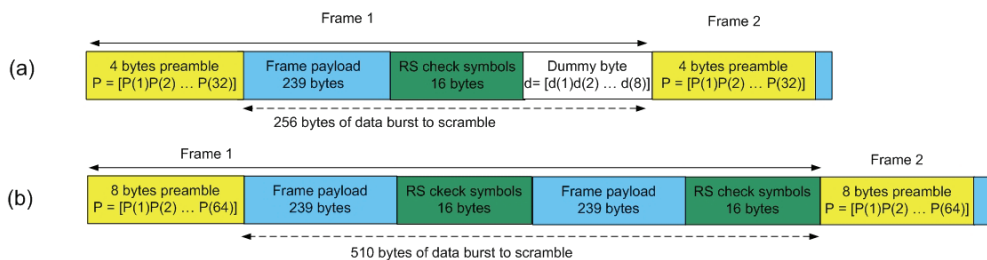 Frame 1
Frame 2
(a)
4 bytes preamble
P = [P(1)P(2) ... P(32)]
Frame payload
239 bytes
RS check symbols
16 bytes
Dummy byte
d= [d(1)d(2) ... d(8)]
4 bytes preamble
P = [P(1)P(2) ... P(32)]
256 bytes of data burst to scramble
Frame 1
Frame 2
(b)
8 bytes preamble
P = [P(1)P(2) ... P(64)]
Frame payload
239 bytes
RS check symbols
16 bytes
Frame payload
239 bytes
RS check symbols
16 bytes
8 bytes preamble
P = [P(1)P(2) ... P(64)]
510 bytes of data burst to scramble